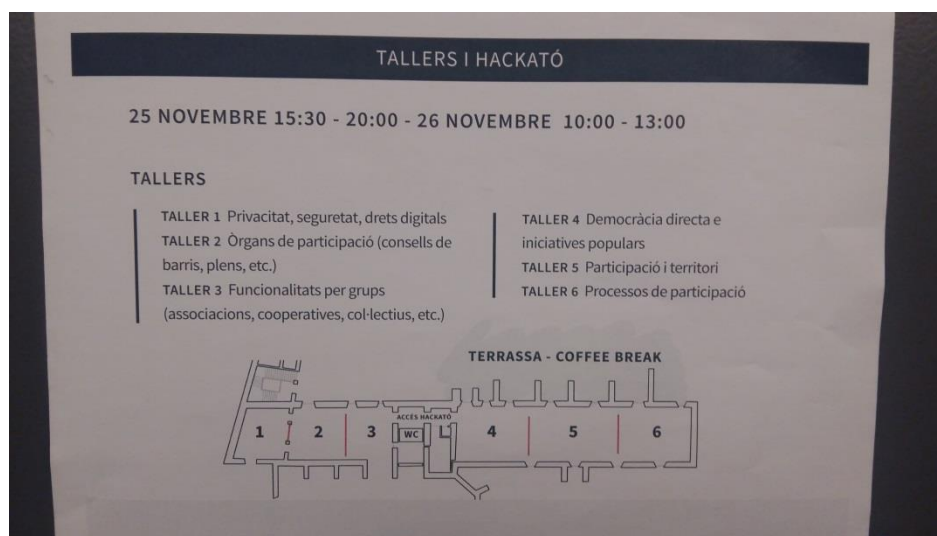 TALLERS I HACKATÓ
25 NOVEMBRE 15:30 - 20:00 - 26 NOVEMBRE 10:00 - 13:00
TALLERS
TALLER 1 Privacitat, seguretat, drets digitals
TALLER 2 Òrgans de participació (consells de
barris, plens, etc.)
TALLER 3 Funcionalitats per grups
(associacions, cooperatives, col·lectius, etc.)
TALLER 4 Democràcia directa e
iniciatives populars
TALLER 5 Participació i territori
TALLER 6 Processos de participació
TERRASSA - COFFEE BREAK
ACCÉS HACKATÓ
1 2 3 WC 4 5 6